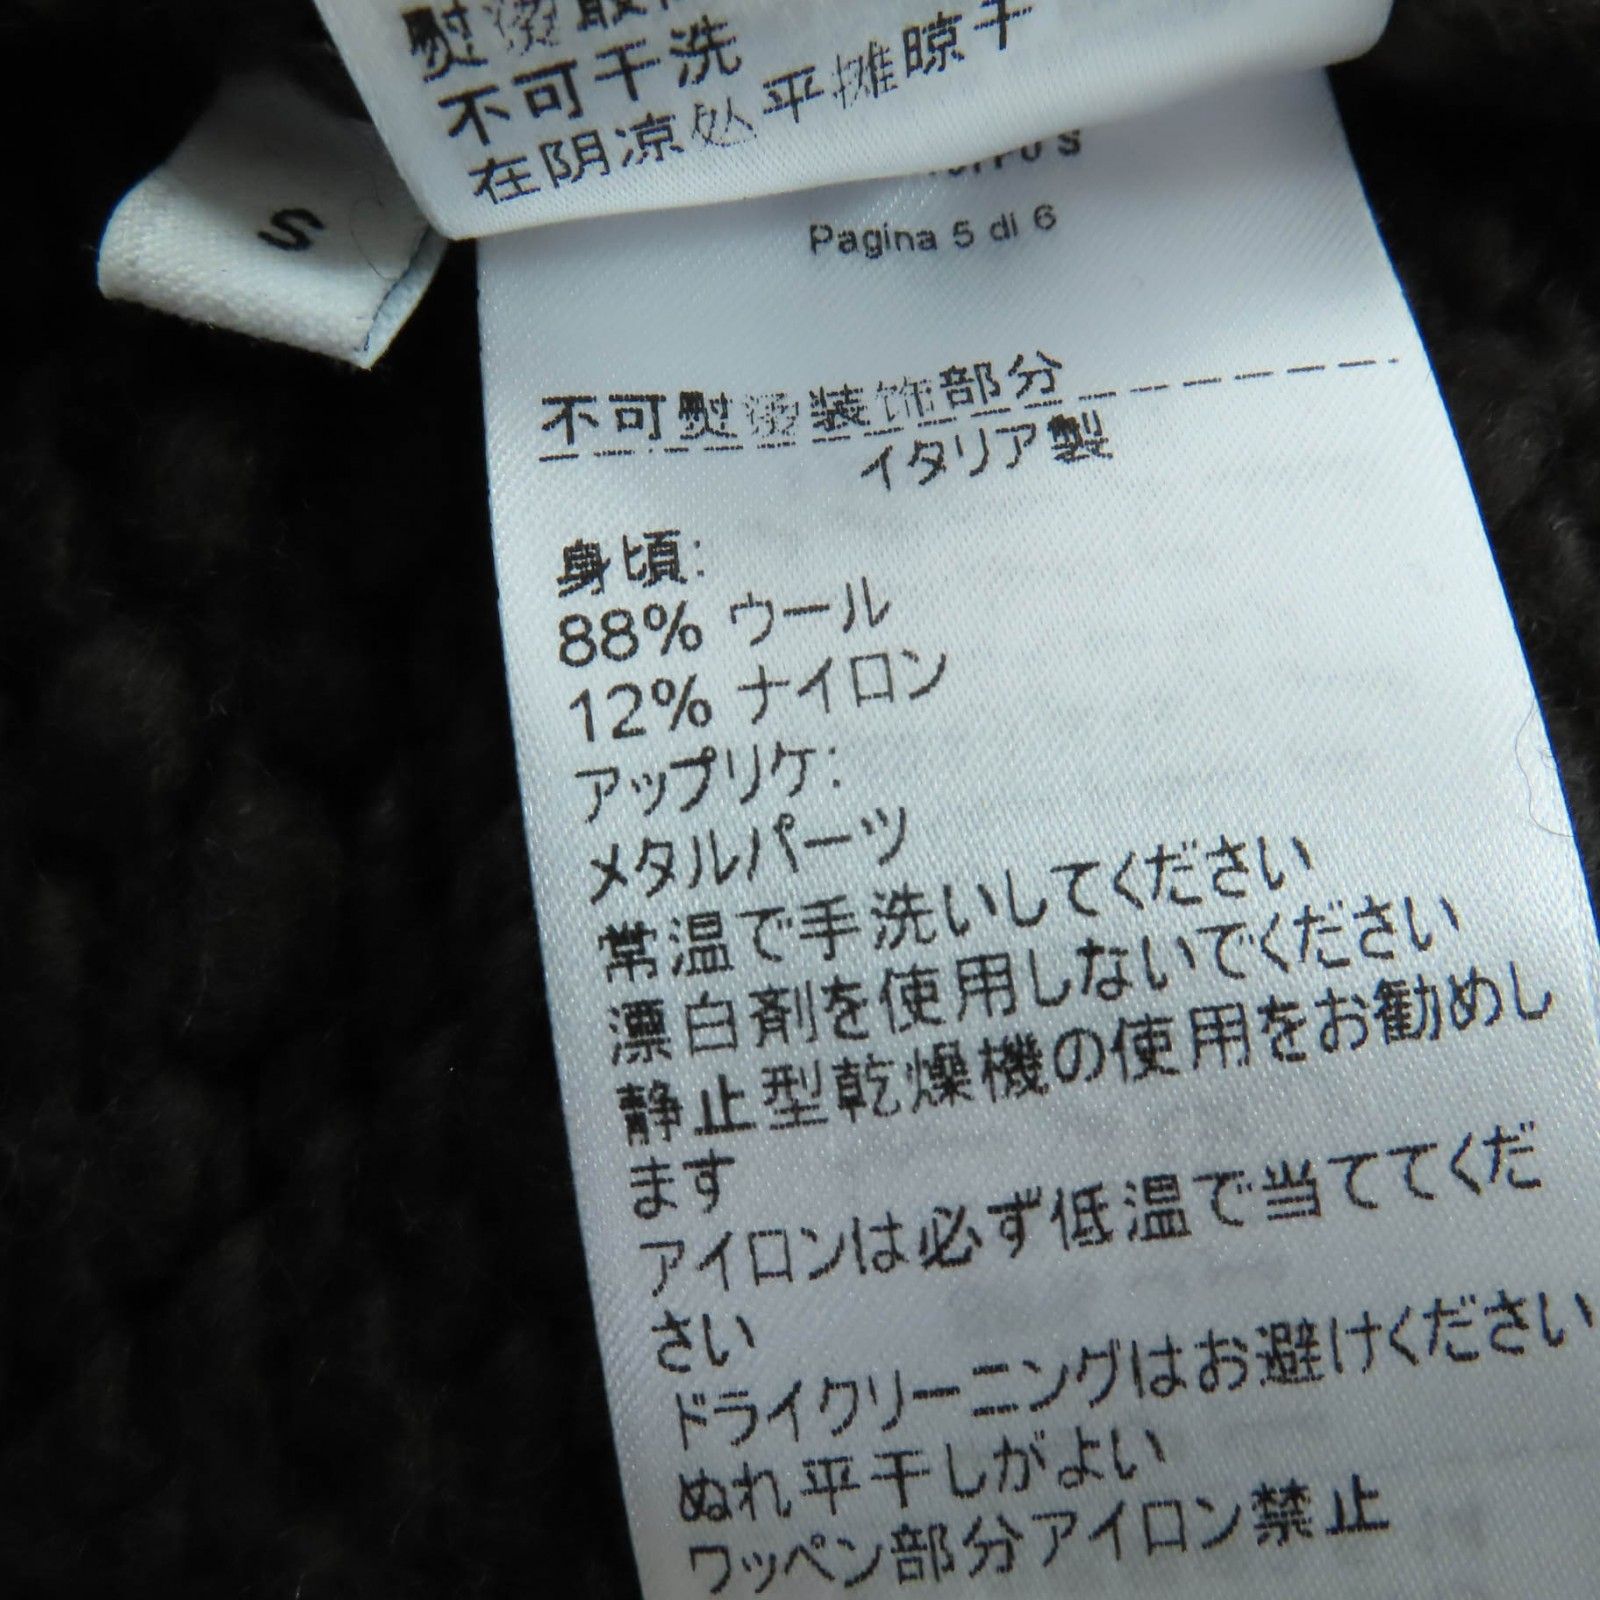 熨烫最
不可干洗
在阴凉处平摊晾干
S
Pagina 5 di 6
不可熨烫装饰部分
イタリア製
身頃:
88% ウール
12% ナイロン
アップリケ:
メタルパーツ
常温で手洗いしてください
漂白剤を使用しないでください
静止型乾燥機の使用をお勧めし
ます
アイロンは必ず低温で当ててくだ
さい
ドライクリーニングはお避けください
ぬれ平干しがよい
ワッペン部分アイロン禁止